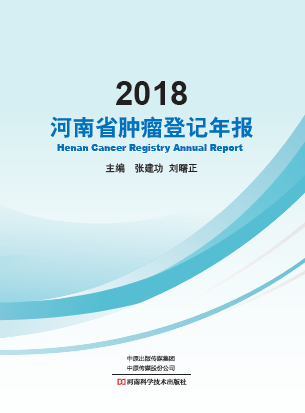 2018
河南省肿瘤登记年报
Henan Cancer Registry Annual Report
主编 张建功 刘曙正
中原出版传媒集团
中原传媒股份公司
河南科学技术出版社